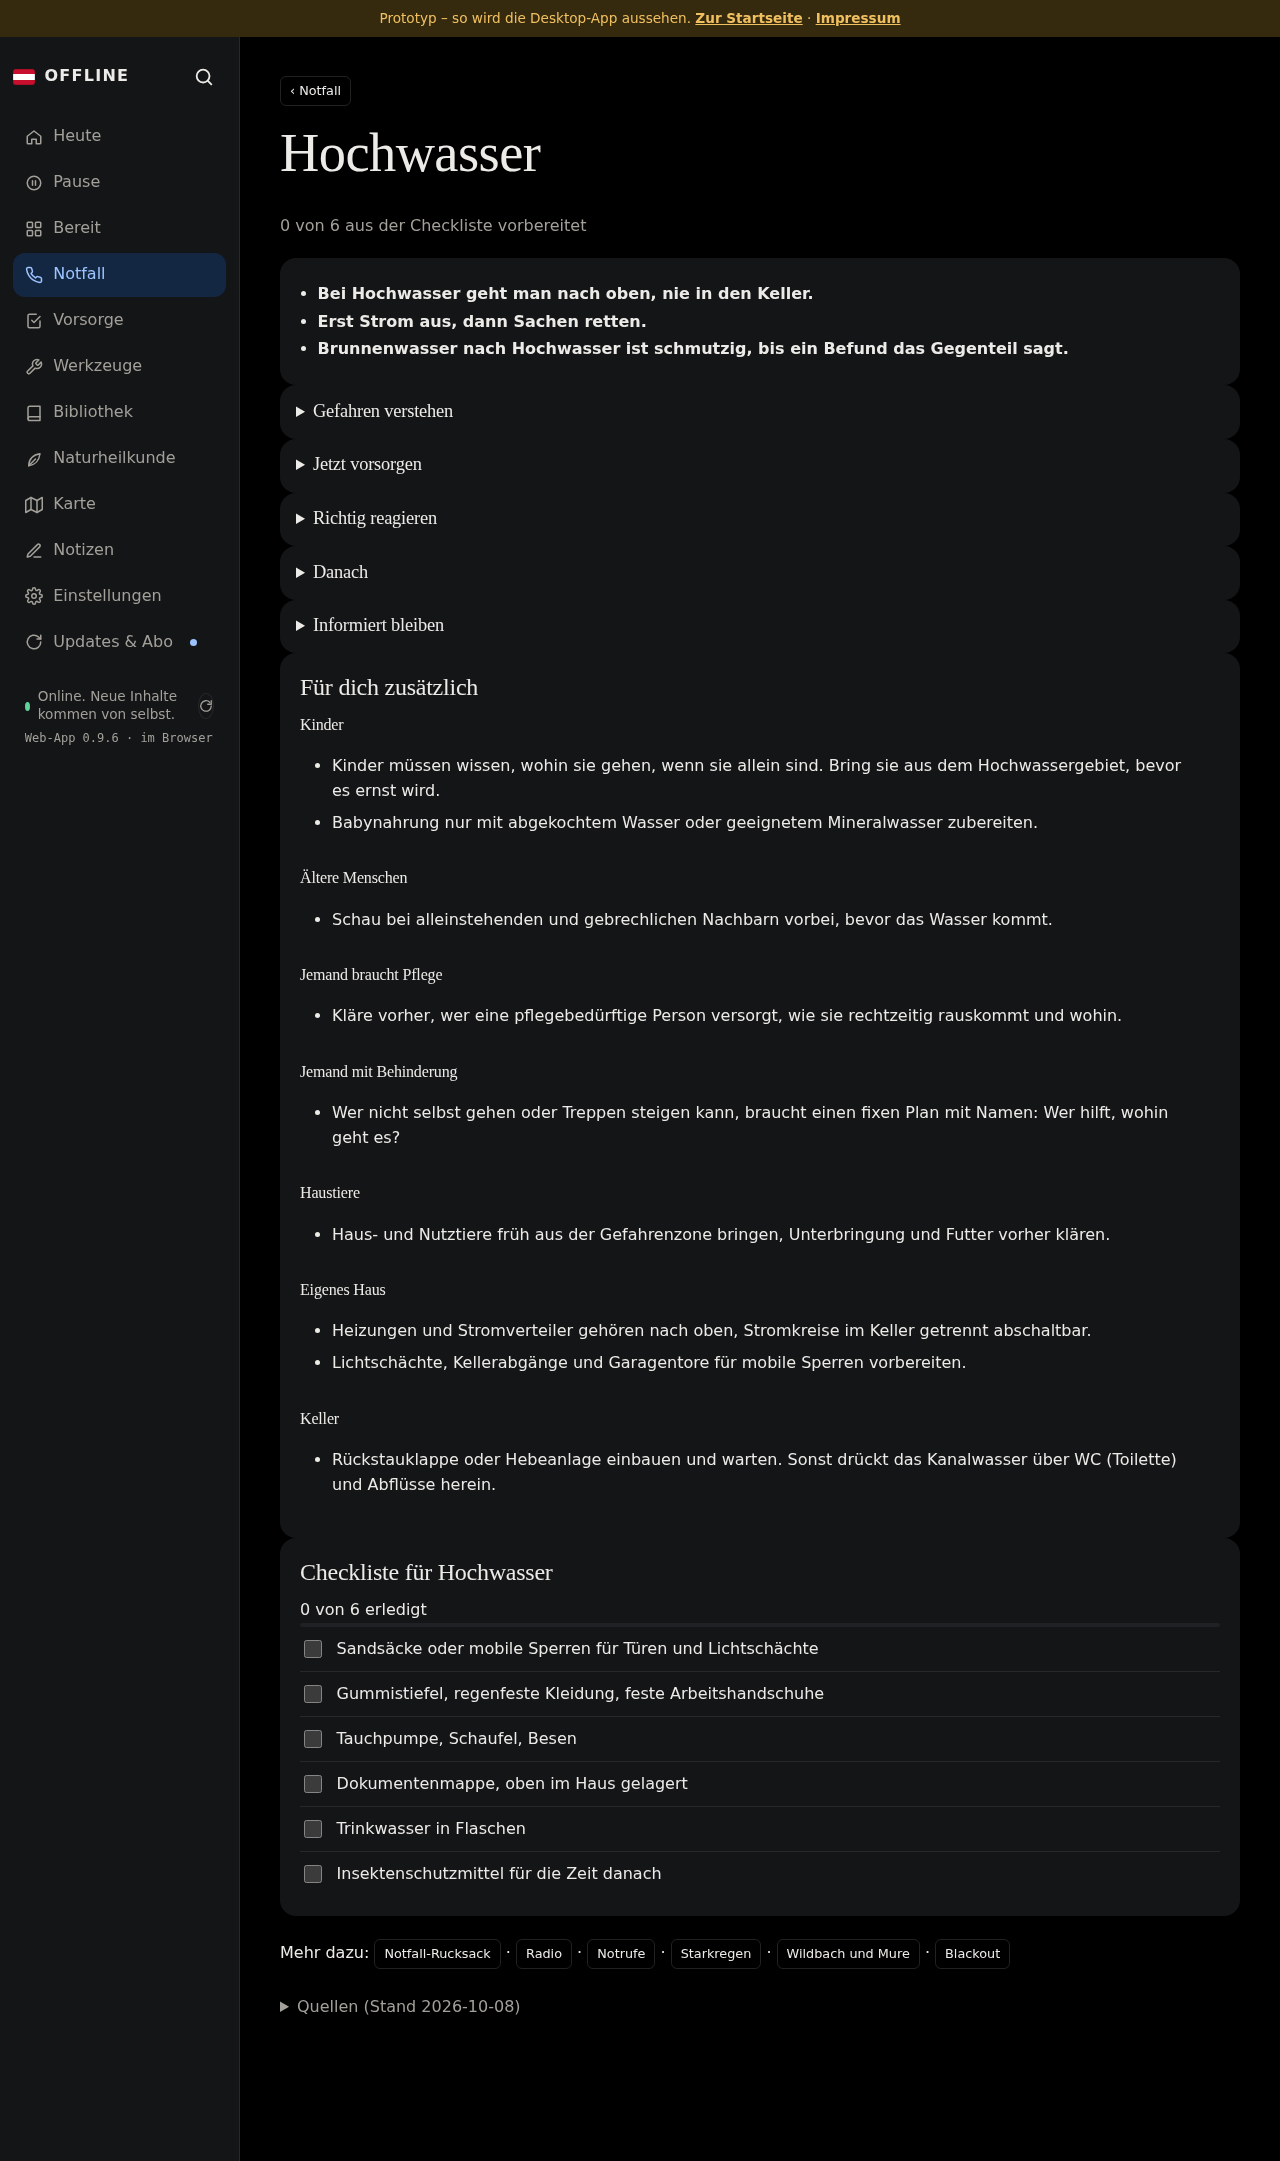 Prototyp – so wird die Desktop-App aussehen. Zur Startseite · Impressum
OFFLINE
Heute
Pause
Bereit
Notfall
Vorsorge
Werkzeuge
Bibliothek
Naturheilkunde
Karte
Notizen
Einstellungen
Updates & Abo
Online. Neue Inhalte
kommen von selbst.
Web-App 0.9.6 · im Browser
‹ Notfall
Hochwasser
0 von 6 aus der Checkliste vorbereitet
• Bei Hochwasser geht man nach oben, nie in den Keller.
• Erst Strom aus, dann Sachen retten.
• Brunnenwasser nach Hochwasser ist schmutzig, bis ein Befund das Gegenteil sagt.
Gefahren verstehen
Jetzt vorsorgen
Richtig reagieren
Danach
Informiert bleiben
Für dich zusätzlich
Kinder
• Kinder müssen wissen, wohin sie gehen, wenn sie allein sind. Bring sie aus dem Hochwassergebiet, bevor
es ernst wird.
• Babynahrung nur mit abgekochtem Wasser oder geeignetem Mineralwasser zubereiten.
Ältere Menschen
• Schau bei alleinstehenden und gebrechlichen Nachbarn vorbei, bevor das Wasser kommt.
Jemand braucht Pflege
• Kläre vorher, wer eine pflegebedürftige Person versorgt, wie sie rechtzeitig rauskommt und wohin.
Jemand mit Behinderung
• Wer nicht selbst gehen oder Treppen steigen kann, braucht einen fixen Plan mit Namen: Wer hilft, wohin
geht es?
Haustiere
• Haus- und Nutztiere früh aus der Gefahrenzone bringen, Unterbringung und Futter vorher klären.
Eigenes Haus
• Heizungen und Stromverteiler gehören nach oben, Stromkreise im Keller getrennt abschaltbar.
• Lichtschächte, Kellerabgänge und Garagentore für mobile Sperren vorbereiten.
Keller
• Rückstauklappe oder Hebeanlage einbauen und warten. Sonst drückt das Kanalwasser über WC (Toilette)
und Abflüsse herein.
Checkliste für Hochwasser
0 von 6 erledigt
Sandsäcke oder mobile Sperren für Türen und Lichtschächte
Gummistiefel, regenfeste Kleidung, feste Arbeitshandschuhe
Tauchpumpe, Schaufel, Besen
Dokumentenmappe, oben im Haus gelagert
Trinkwasser in Flaschen
Insektenschutzmittel für die Zeit danach
Mehr dazu: Notfall-Rucksack · Radio · Notrufe · Starkregen · Wildbach und Mure · Blackout
Quellen (Stand 2026-10-08)